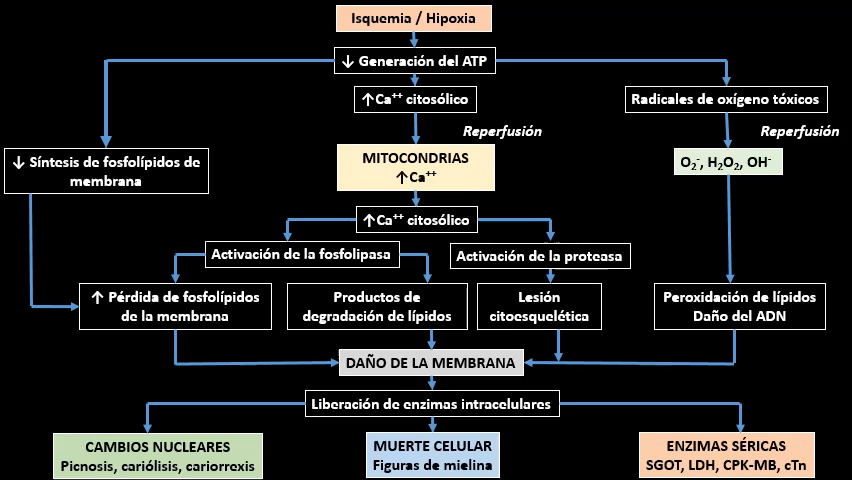 Isquemia / Hipoxia
↓ Generación del ATP
↑Ca⁺⁺ citosólico
Radicales de oxígeno tóxicos
Reperfusión
Reperfusión
↓ Síntesis de fosfolípidos de
membrana
MITOCONDRIAS
↑Ca⁺⁺
O₂⁻, H₂O₂, OH⁻
↑Ca⁺⁺ citosólico
Activación de la fosfolipasa
Activación de la proteasa
↑ Pérdida de fosfolípidos
de la membrana
Productos de
degradación de lípidos
Lesión
citoesquelética
Peroxidación de lípidos
Daño del ADN
DAÑO DE LA MEMBRANA
Liberación de enzimas intracelulares
CAMBIOS NUCLEARES
Picnosis, cariólisis, cariorrexis
MUERTE CELULAR
Figuras de mielina
ENZIMAS SÉRICAS
SGOT, LDH, CPK-MB, cTn